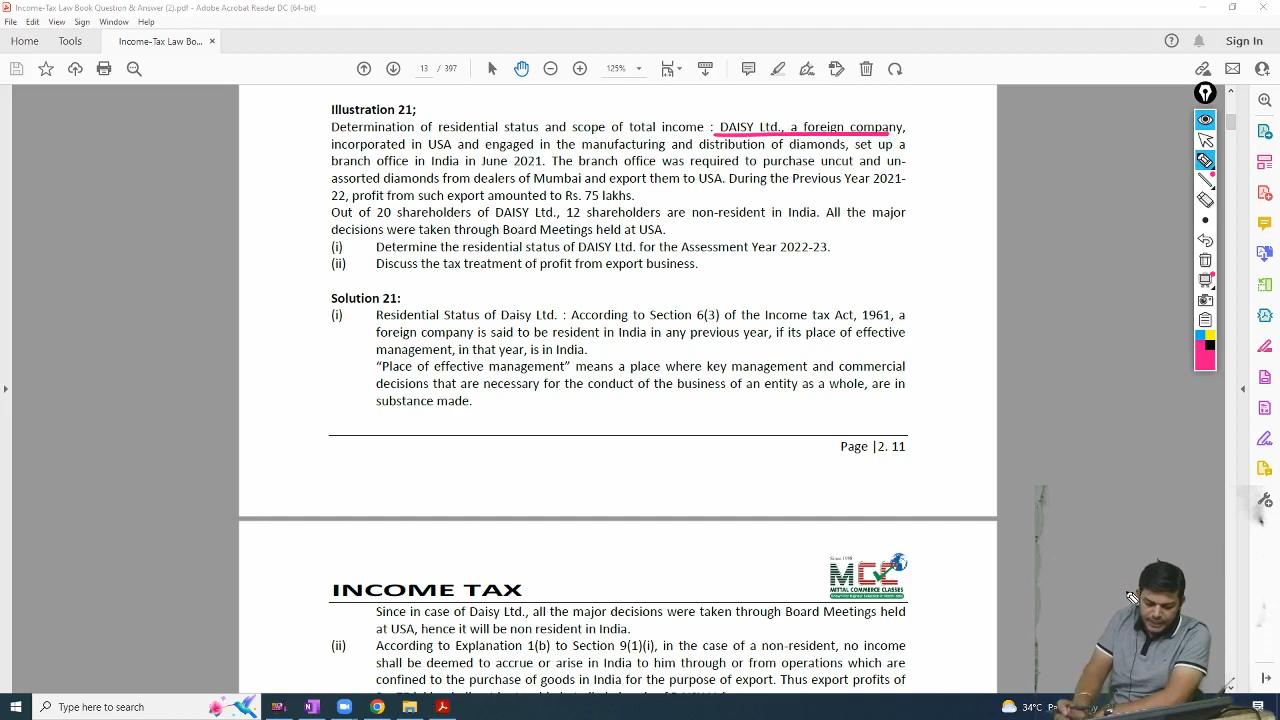 Income-Tax Law Book Question & Answer (2).pdf - Adobe Acrobat Reader DC (64-bit)
File Edit View Sign Window Help
Home Tools Income-Tax Law Bo... × Sign In
13 / 397 125%
Illustration 21;
Determination of residential status and scope of total income : DAISY Ltd., a foreign company,
incorporated in USA and engaged in the manufacturing and distribution of diamonds, set up a
branch office in India in June 2021. The branch office was required to purchase uncut and un-
assorted diamonds from dealers of Mumbai and export them to USA. During the Previous Year 2021-
22, profit from such export amounted to Rs. 75 lakhs.
Out of 20 shareholders of DAISY Ltd., 12 shareholders are non-resident in India. All the major
decisions were taken through Board Meetings held at USA.
(i) Determine the residential status of DAISY Ltd. for the Assessment Year 2022-23.
(ii) Discuss the tax treatment of profit from export business.
Solution 21:
(i) Residential Status of Daisy Ltd. : According to Section 6(3) of the Income tax Act, 1961, a
foreign company is said to be resident in India in any previous year, if its place of effective
management, in that year, is in India.
“Place of effective management” means a place where key management and commercial
decisions that are necessary for the conduct of the business of an entity as a whole, are in
substance made.
Page |2. 11
Since 1998
MCC
MITTAL COMMERCE CLASSES
INCOME TAX
Since in case of Daisy Ltd., all the major decisions were taken through Board Meetings held
at USA, hence it will be non resident in India.
(ii) According to Explanation 1(b) to Section 9(1)(i), in the case of a non-resident, no income
shall be deemed to accrue or arise in India to him through or from operations which are
confined to the purchase of goods in India for the purpose of export. Thus export profits of
Type here to search
34°C